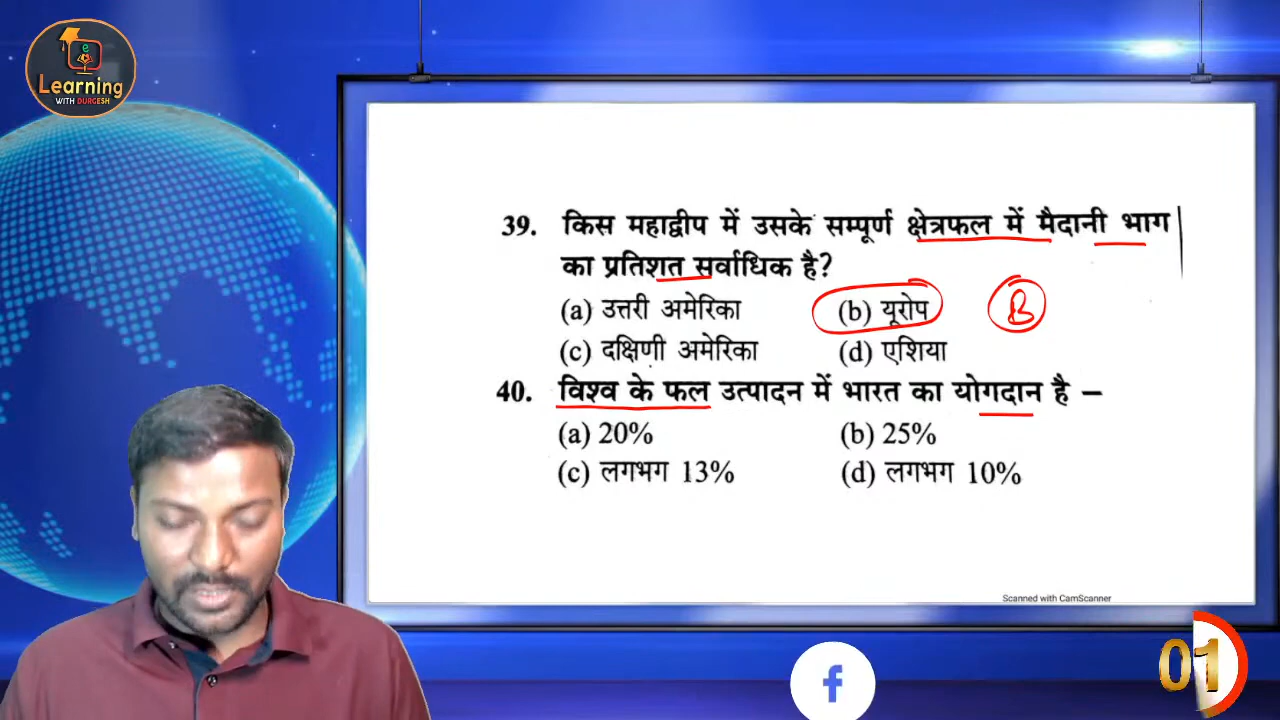 e
Learning
WITH DURGESH
39. किस महाद्वीप में उसके सम्पूर्ण क्षेत्रफल में मैदानी भाग
का प्रतिशत सर्वाधिक है?
(a) उत्तरी अमेरिका (b) यूरोप B
(c) दक्षिणी अमेरिका (d) एशिया
40. विश्व के फल उत्पादन में भारत का योगदान है –
(a) 20% (b) 25%
(c) लगभग 13% (d) लगभग 10%
Scanned with CamScanner
f
01